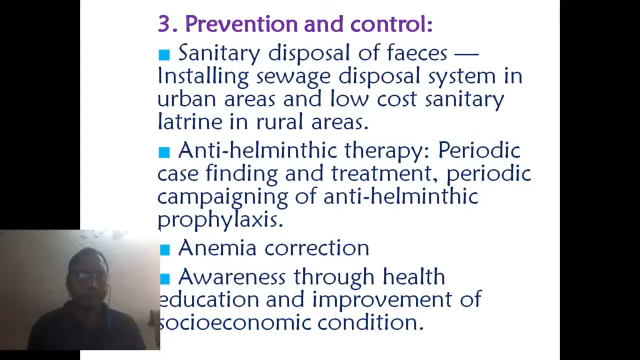 3. Prevention and control:
■ Sanitary disposal of faeces —
Installing sewage disposal system in
urban areas and low cost sanitary
latrine in rural areas.
■ Anti-helminthic therapy: Periodic
case finding and treatment, periodic
campaigning of anti-helminthic
prophylaxis.
■ Anemia correction
■ Awareness through health
education and improvement of
socioeconomic condition.